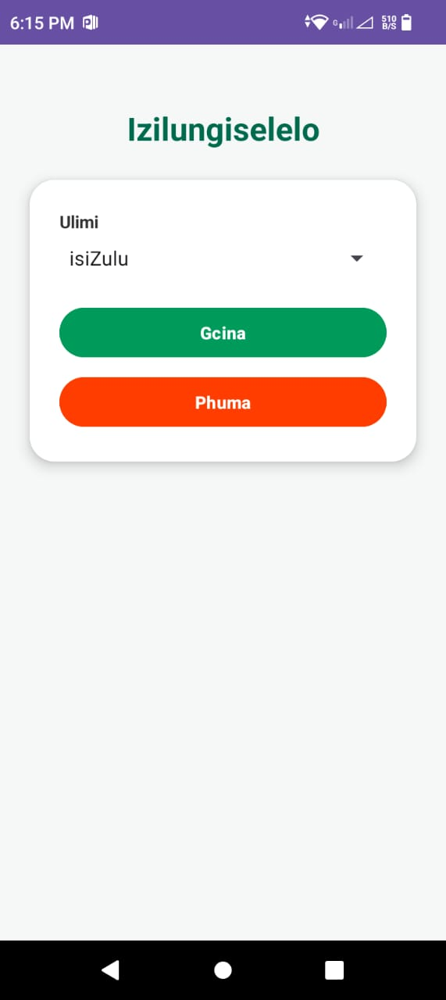 6:15 PM
G
510
B/S
Izilungiselelo
Ulimi
isiZulu
Gcina
Phuma